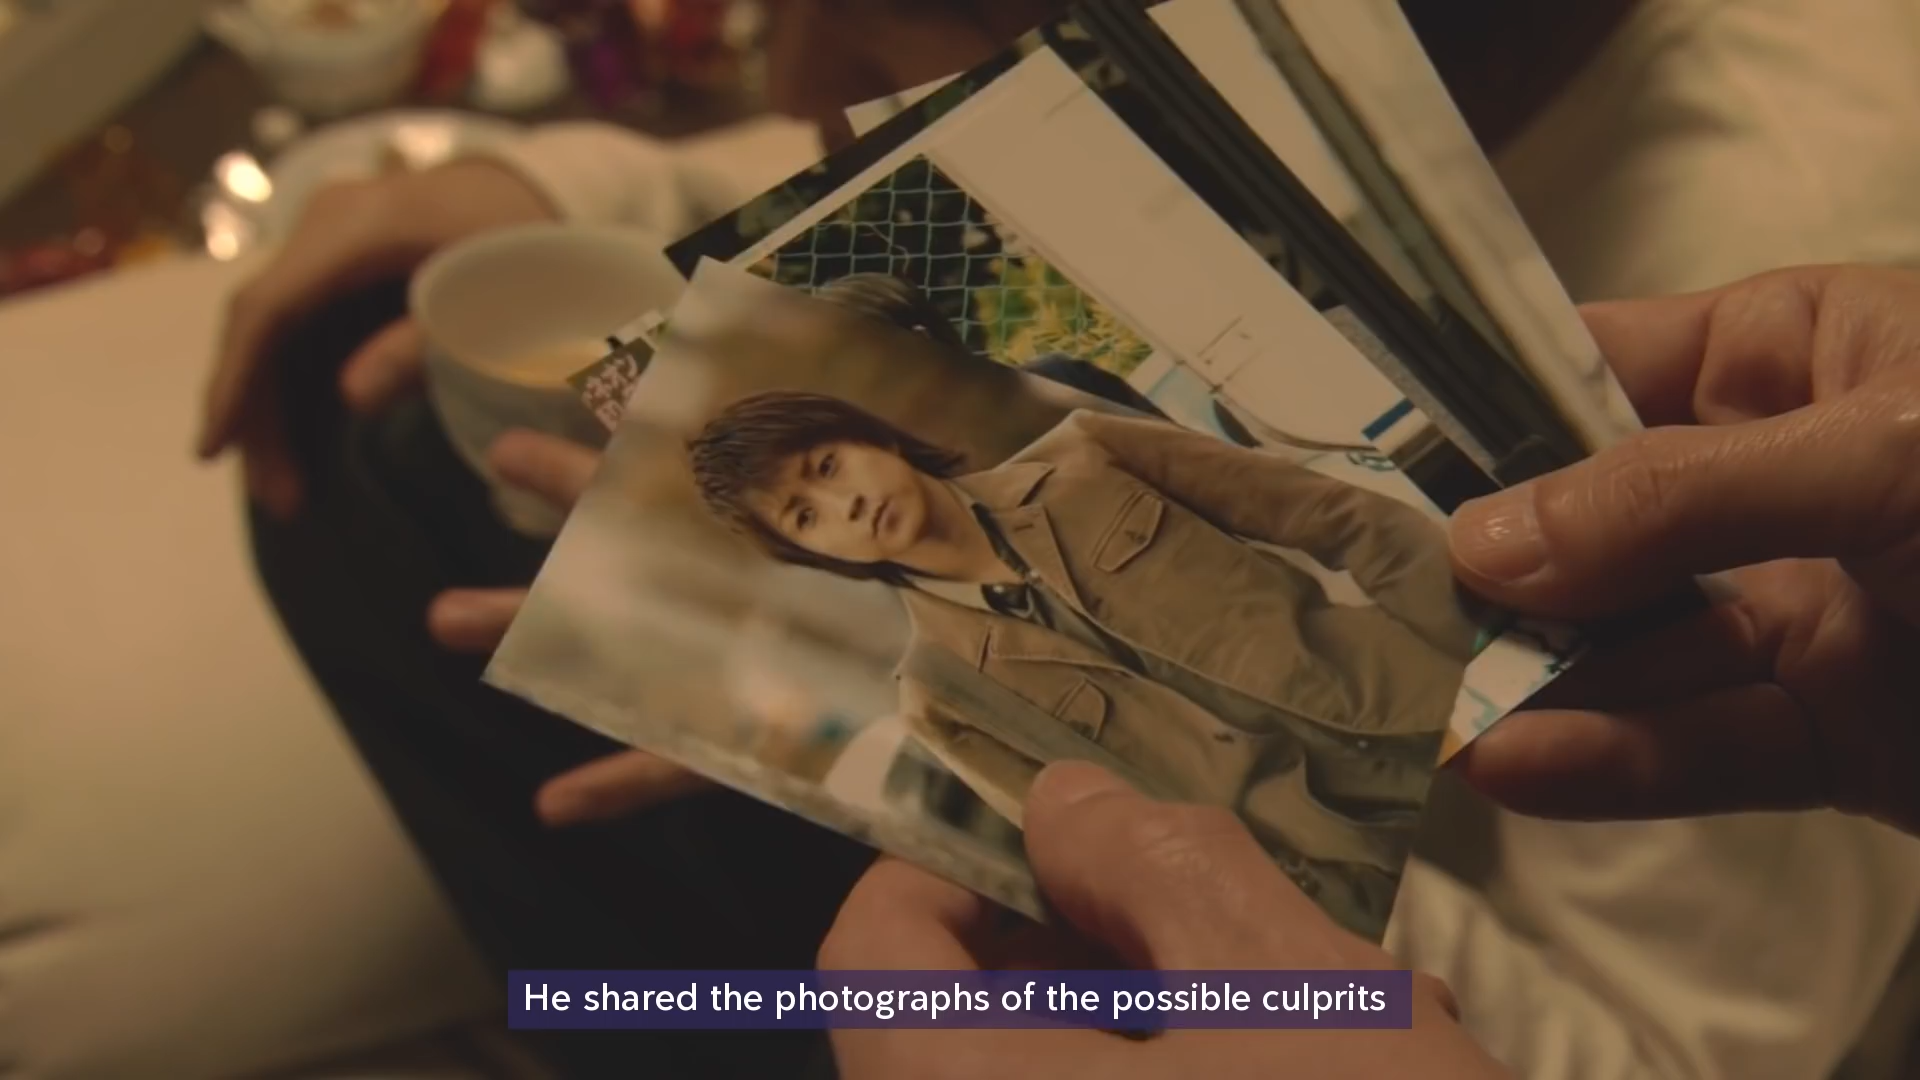 He shared the photographs of the possible culprits